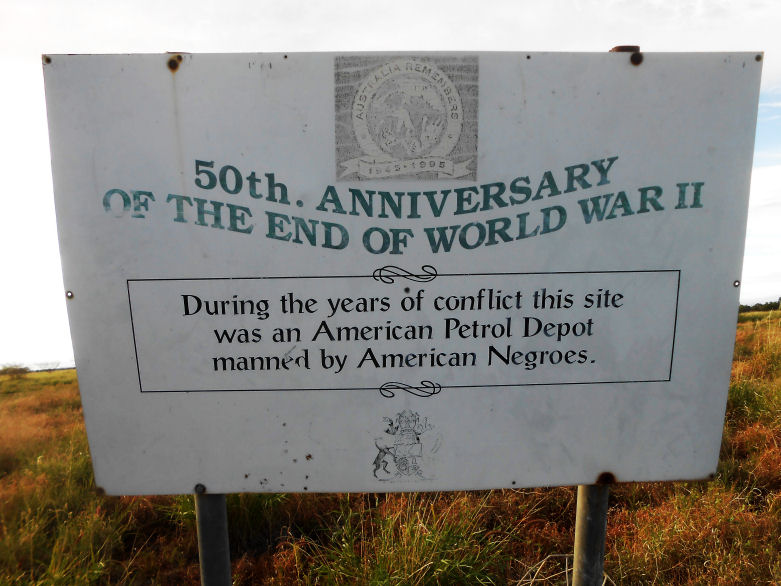 AUSTRALIA REMEMBERS
1945-1995
50th. ANNIVERSARY
OF THE END OF WORLD WAR II
During the years of conflict this site
was an American Petrol Depot
manned by American Negroes.